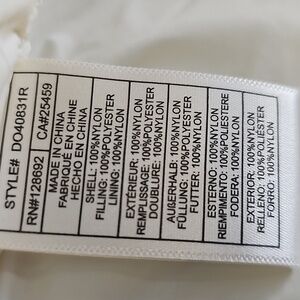 STYLE# DO40831R
RN#128692 CA#25459
MADE IN CHINA
FABRIQUÉ EN CHINE
HECHO EN CHINA
SHELL: 100%NYLON
FILLING: 100%POLYESTER
LINING: 100%NYLON
EXTÉRIEUR: 100%NYLON
REMPLISSAGE: 100%POLYESTER
DOUBLURE: 100%NYLON
AUßENHALB: 100%NYLON
FÜLLUNG: 100%POLYESTER
FUTTER: 100%NYLON
ESTERNO: 100%NYLON
RIEMPIMENTO: 100%POLIESTERE
FODERA: 100%NYLON
EXTERIOR: 100%NYLON
RELLENO: 100%POLIÉSTER
FORRO: 100%NYLON